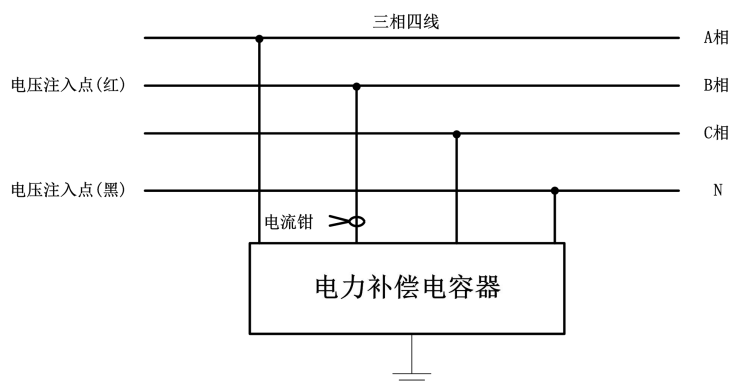 三相四线
A相
电压注入点(红)
B相
C相
电压注入点(黑)
N
电流钳
电力补偿电容器